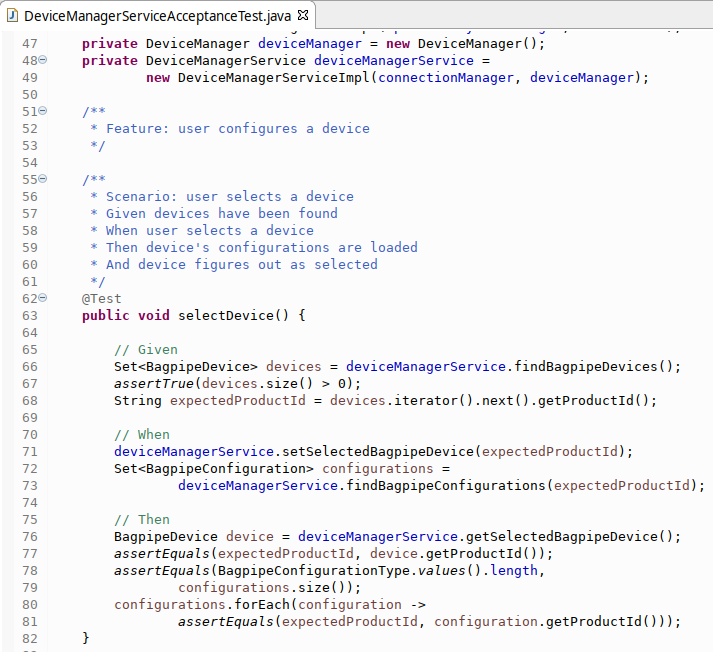 DeviceManagerServiceAcceptanceTest.java
47 private DeviceManager deviceManager = new DeviceManager();
48 private DeviceManagerService deviceManagerService =
49 new DeviceManagerServiceImpl(connectionManager, deviceManager);
50
51 /**
52 * Feature: user configures a device
53 */
54
55 /**
56 * Scenario: user selects a device
57 * Given devices have been found
58 * When user selects a device
59 * Then device's configurations are loaded
60 * And device figures out as selected
61 */
62 @Test
63 public void selectDevice() {
64
65 // Given
66 Set<BagpipeDevice> devices = deviceManagerService.findBagpipeDevices();
67 assertTrue(devices.size() > 0);
68 String expectedProductId = devices.iterator().next().getProductId();
69
70 // When
71 deviceManagerService.setSelectedBagpipeDevice(expectedProductId);
72 Set<BagpipeConfiguration> configurations =
73 deviceManagerService.findBagpipeConfigurations(expectedProductId);
74
75 // Then
76 BagpipeDevice device = deviceManagerService.getSelectedBagpipeDevice();
77 assertEquals(expectedProductId, device.getProductId());
78 assertEquals(BagpipeConfigurationType.values().length,
79 configurations.size());
80 configurations.forEach(configuration ->
81 assertEquals(expectedProductId, configuration.getProductId()));
82 }